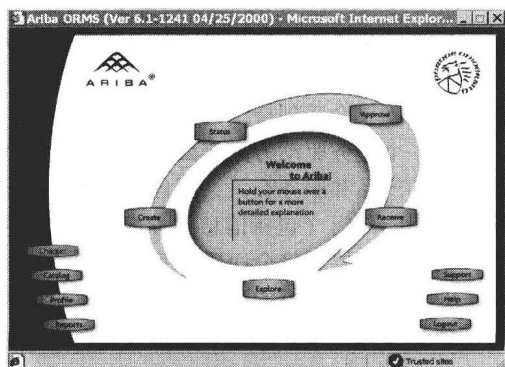 Ariba ORMS (Ver 6.1-1241 04/25/2000) - Microsoft Internet Explor...
ARIBA®
Status
Approve
Welcome
to Ariba!
Hold your mouse over a
button for a more
detailed explanation
Create
Receive
Explore
Catalog
Profile
Reports
Support
Help
Logout
Trusted sites